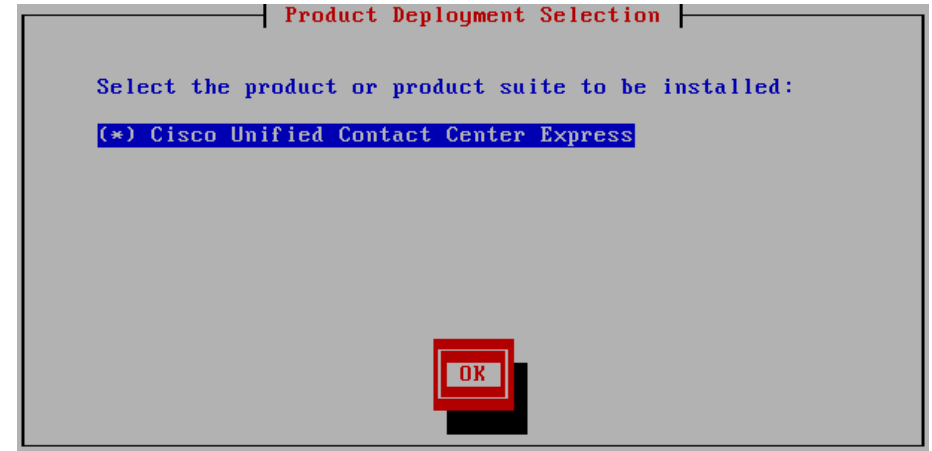 Product Deployment Selection
Select the product or product suite to be installed:
(*) Cisco Unified Contact Center Express
OK